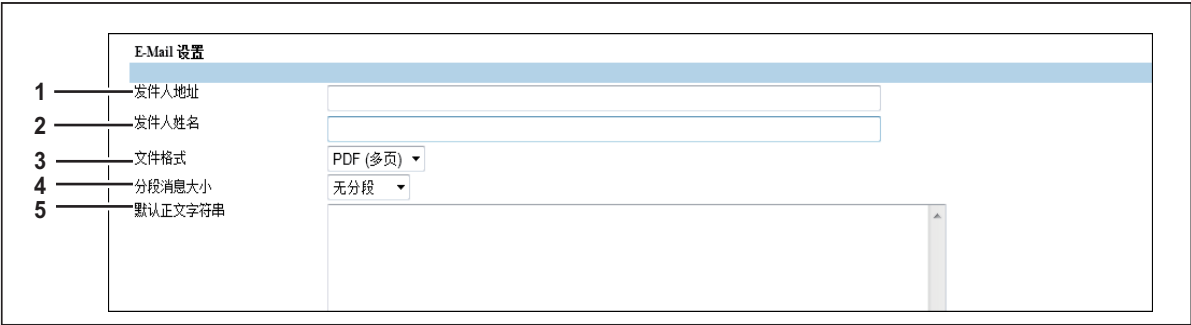 E-Mail 设置
1 发件人地址
2 发件人姓名
3 文件格式 PDF (多页)
4 分段消息大小 无分段
5 默认正文字符串